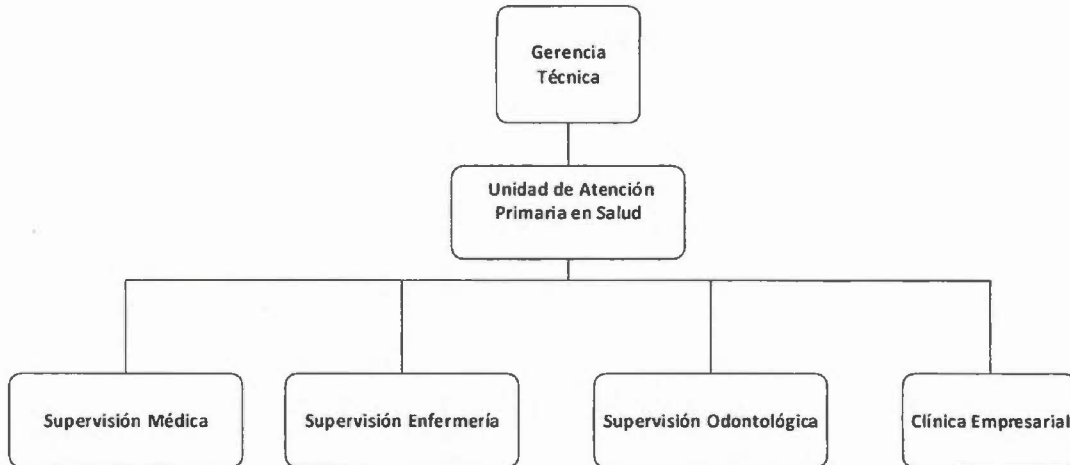 Gerencia
Técnica
Unidad de Atención
Primaria en Salud
Supervisión Médica
Supervisión Enfermería
Supervisión Odontológica
Clínica Empresarial